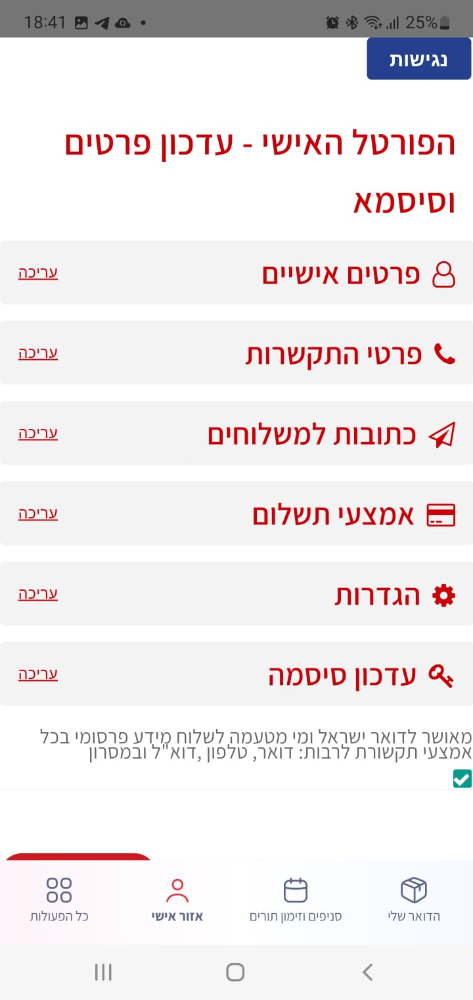 18:41
25%
נגישות
הפורטל האישי - עדכון פרטים
וסיסמא
פרטים אישיים
עריכה
פרטי התקשרות
עריכה
כתובות למשלוחים
עריכה
אמצעי תשלום
עריכה
הגדרות
עריכה
עדכון סיסמה
עריכה
מאושר לדואר ישראל ומי מטעמה לשלוח מידע פרסומי בכל
אמצעי תקשורת לרבות: דואר, טלפון ,דוא"ל ובמסרון
הדואר שלי
סניפים וזימון תורים
אזור אישי
כל הפעולות